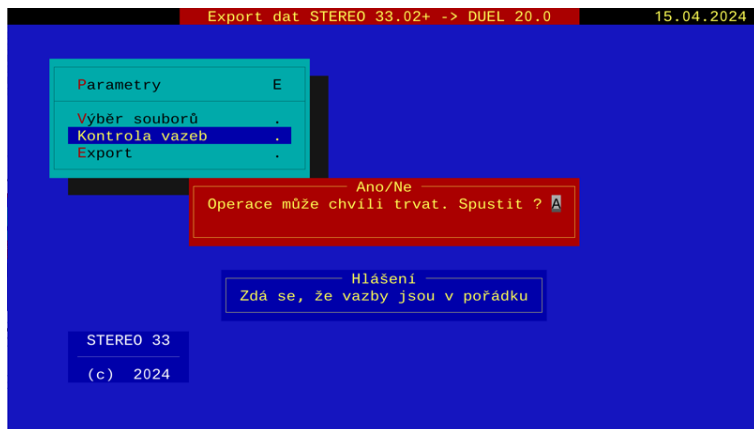 Export dat STEREO 33.02+ -> DUEL 20.0 15.04.2024
Parametry E
Výběr souborů .
Kontrola vazeb .
Export .
Ano/Ne
Operace může chvíli trvat. Spustit ? A
Hlášení
Zdá se, že vazby jsou v pořádku
STEREO 33
(c) 2024